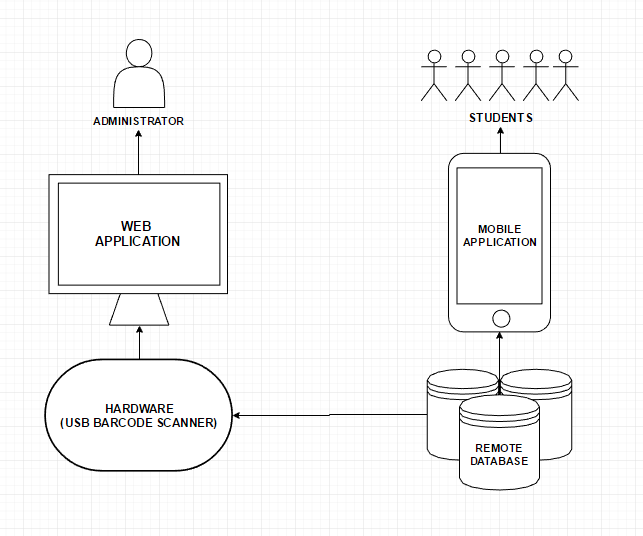 ADMINISTRATOR
STUDENTS
WEB
APPLICATION
MOBILE
APPLICATION
HARDWARE
(USB BARCODE SCANNER)
REMOTE
DATABASE